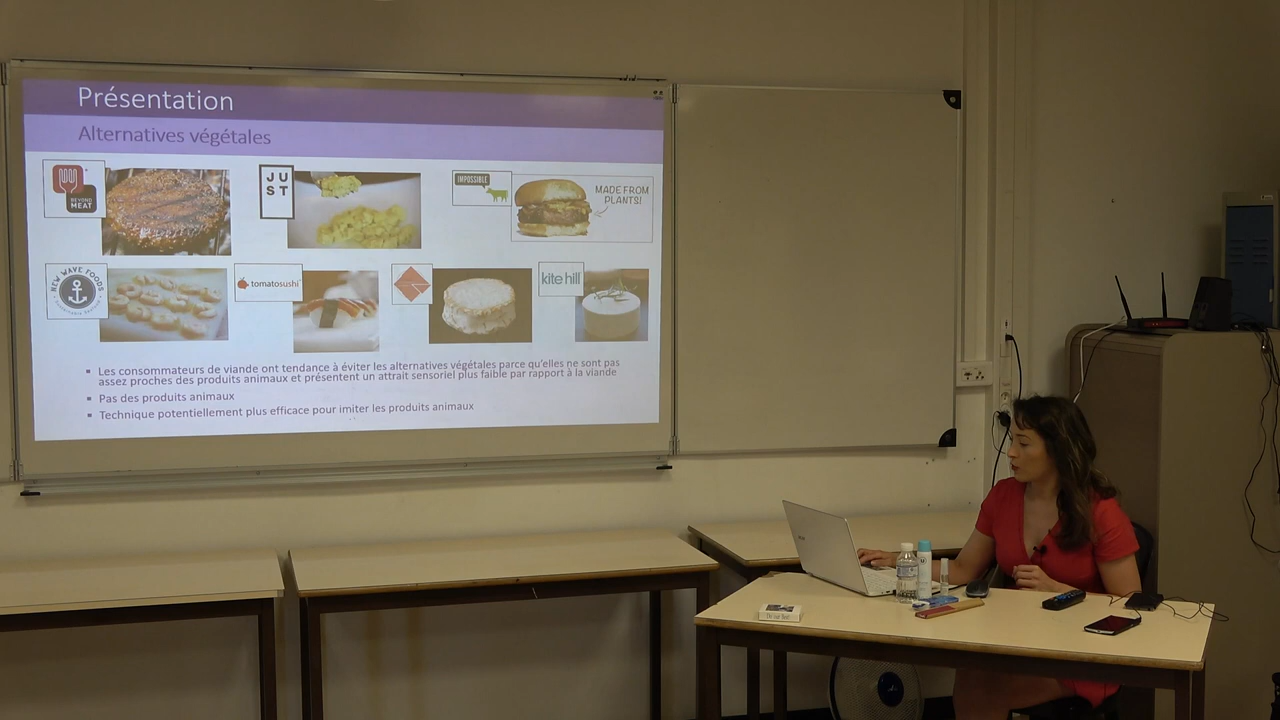 Présentation
Alternatives végétales
BEYOND
MEAT
JU
ST
IMPOSSIBLE
MADE FROM
PLANTS!
NEW WAVE FOODS
tomatosushi
kite hill
Les consommateurs de viande ont tendance à éviter les alternatives végétales parce qu'elles ne sont pas
assez proches des produits animaux et présentent un attrait sensoriel plus faible par rapport à la viande
Pas des produits animaux
Technique potentiellement plus efficace pour imiter les produits animaux